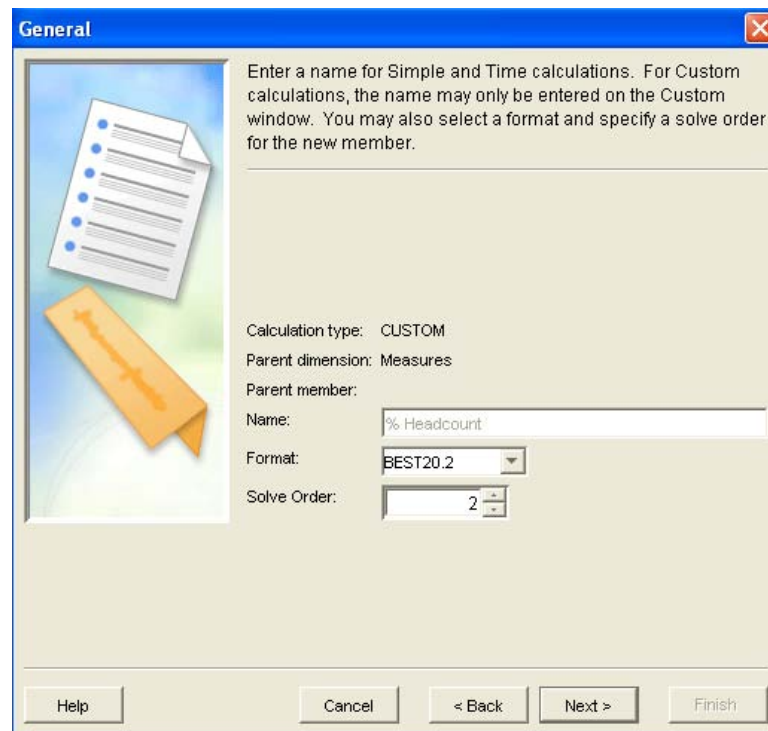 General
Enter a name for Simple and Time calculations. For Custom
calculations, the name may only be entered on the Custom
window. You may also select a format and specify a solve order
for the new member.
Calculation type: CUSTOM
Parent dimension: Measures
Parent member:
Name: % Headcount
Format: BEST20.2
Solve Order: 2
Help Cancel < Back Next > Finish